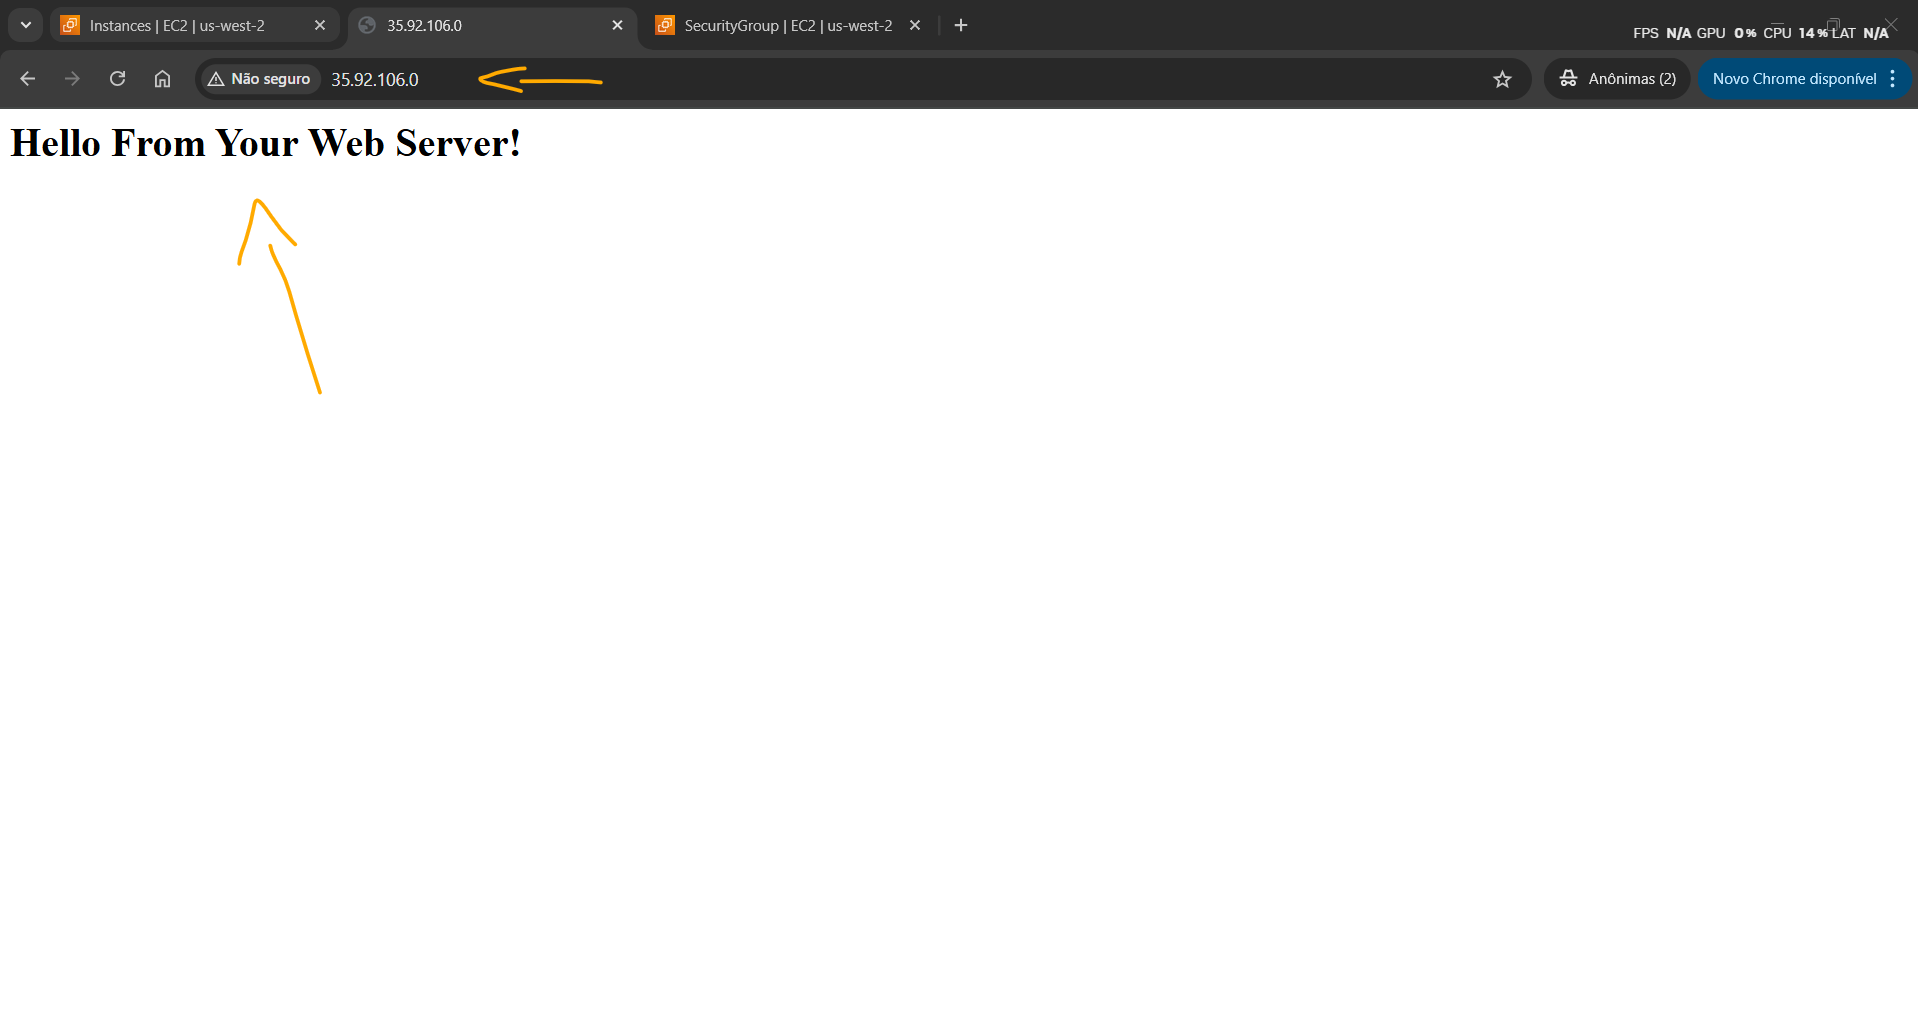 Instances | EC2 | us-west-2
35.92.106.0
SecurityGroup | EC2 | us-west-2
FPS N/A GPU 0% CPU 14% LAT N/A
Não seguro
35.92.106.0
Anônimas (2)
Novo Chrome disponível
Hello From Your Web Server!